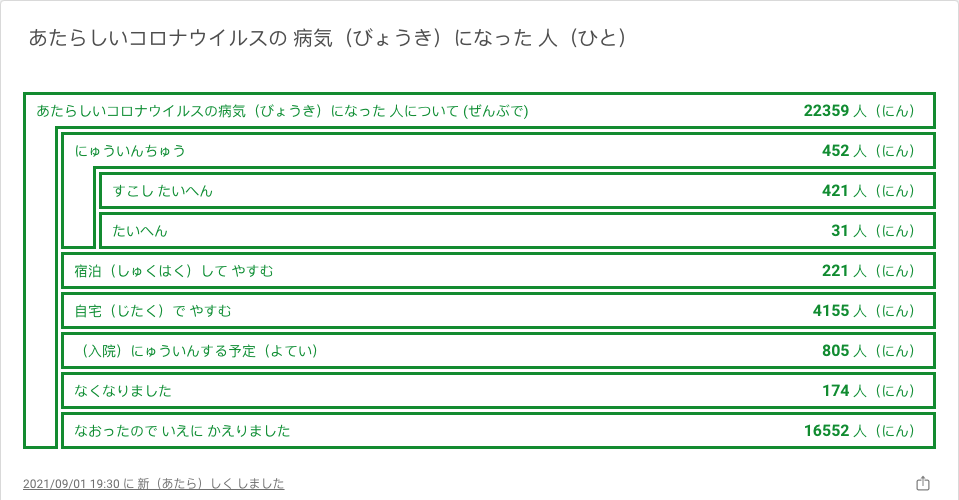 あたらしいコロナウイルスの 病気（びょうき）になった 人（ひと）
あたらしいコロナウイルスの病気（びょうき）になった 人について (ぜんぶで) 22359 人（にん）
にゅういんちゅう 452 人（にん）
すこし たいへん 421 人（にん）
たいへん 31 人（にん）
宿泊（しゅくはく）して やすむ 221 人（にん）
自宅（じたく）で やすむ 4155 人（にん）
（入院）にゅういんする予定（よてい） 805 人（にん）
なくなりました 174 人（にん）
なおったので いえに かえりました 16552 人（にん）
2021/09/01 19:30 に 新（あたら）しく しました